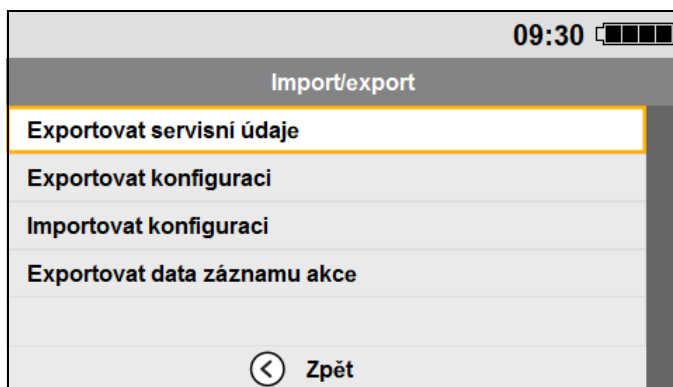 09:30
Import/export
Exportovat servisní údaje
Exportovat konfiguraci
Importovat konfiguraci
Exportovat data záznamu akce
Zpět